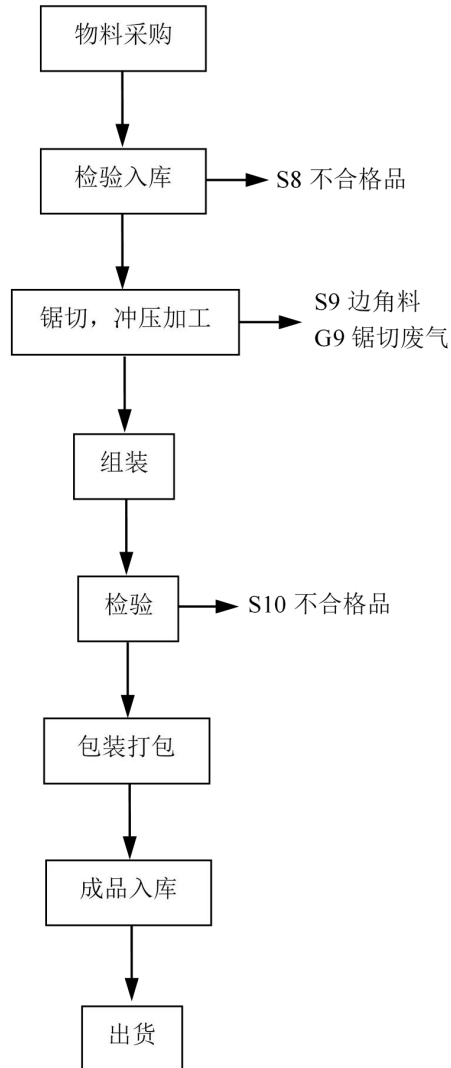 物料采购
检验入库
S8 不合格品
锯切，冲压加工
S9 边角料
G9 锯切废气
组装
检验
S10 不合格品
包装打包
成品入库
出货